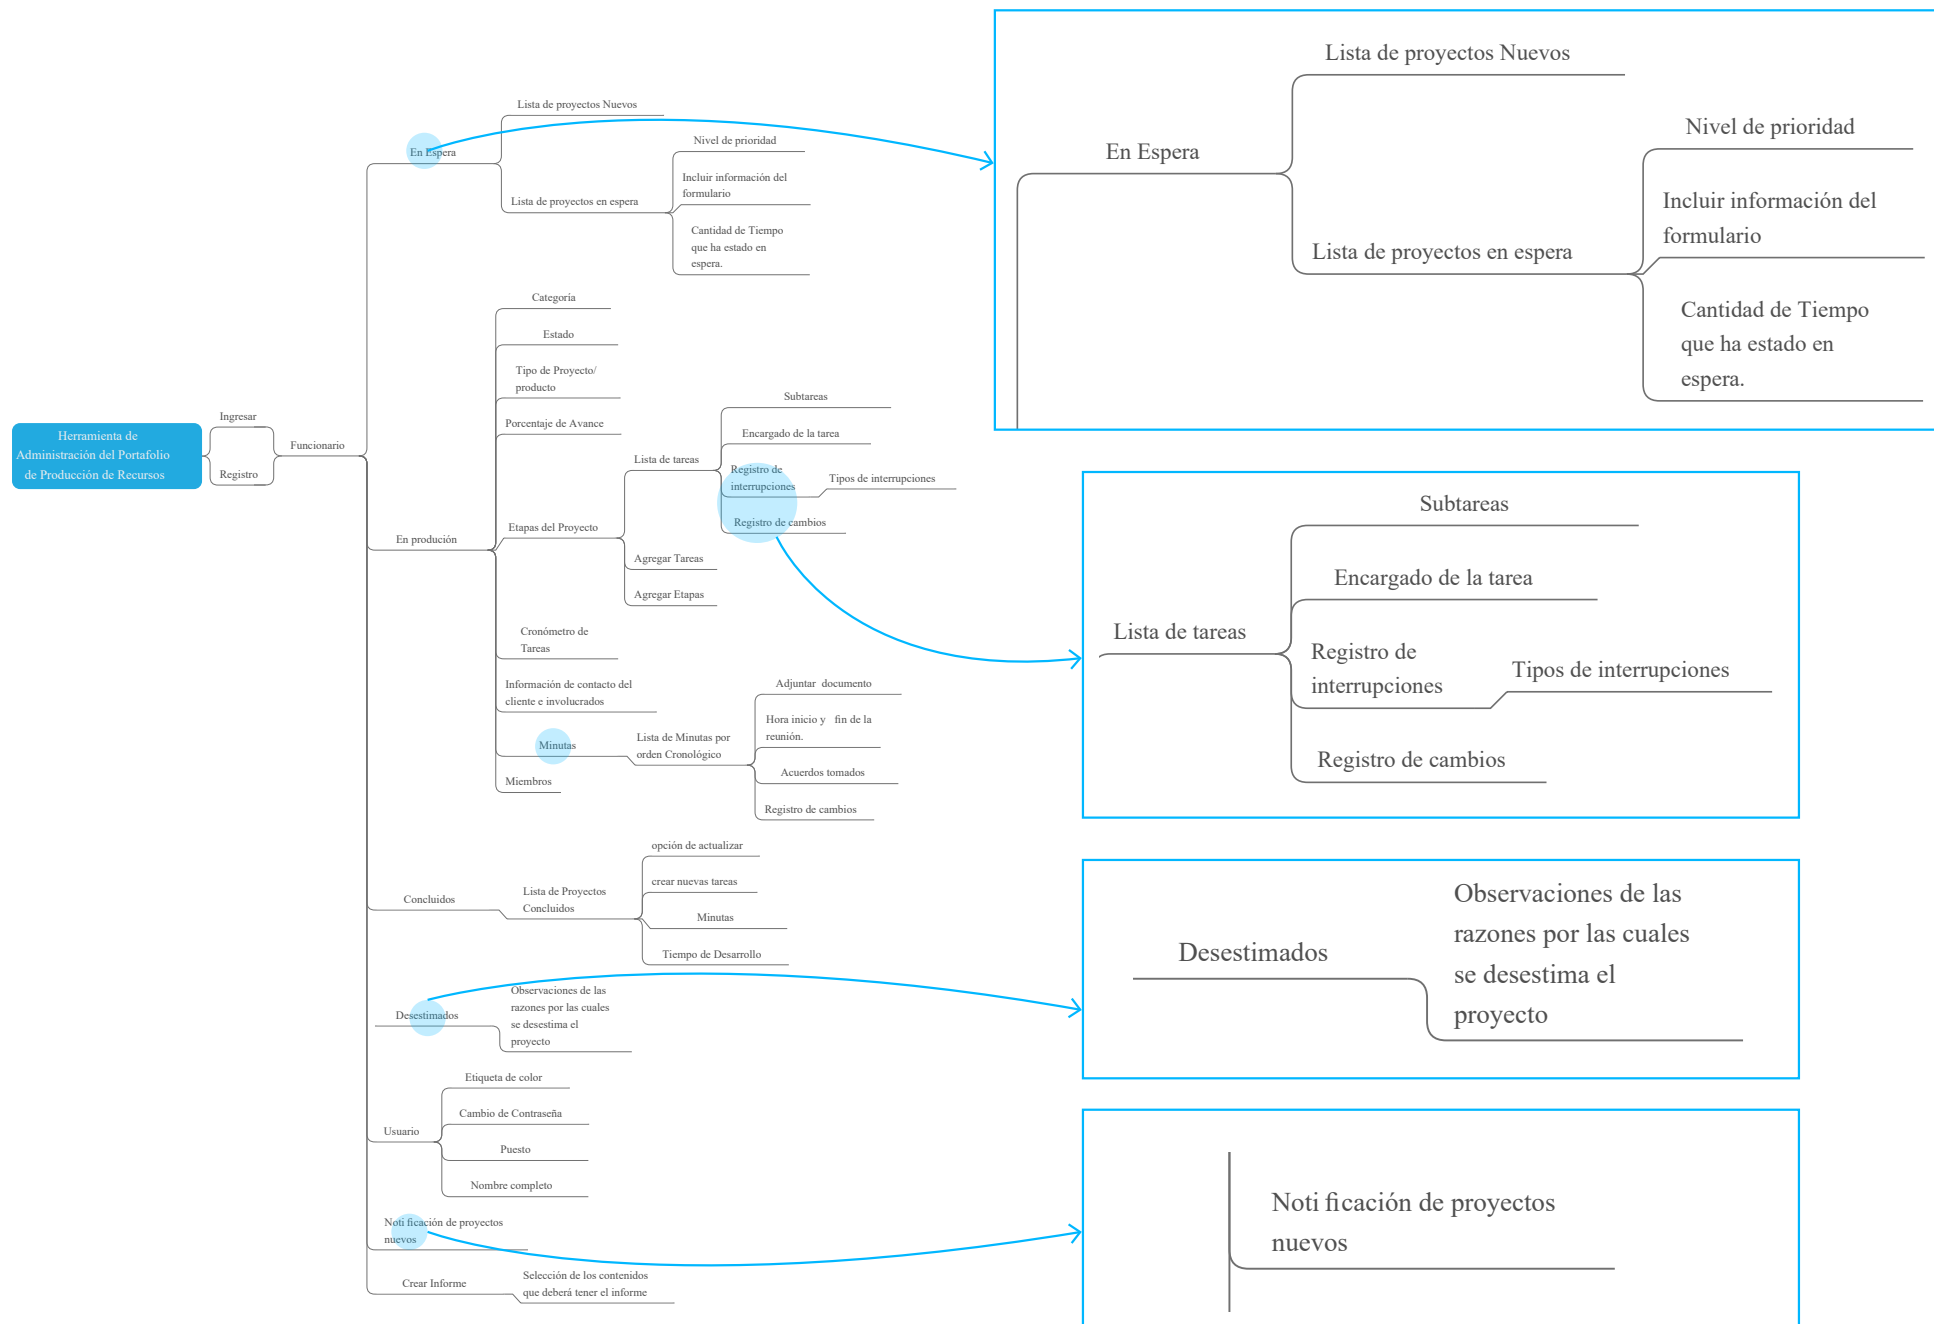 Herramienta de
Administración del Portafolio
de Producción de Recursos
Ingresar
Registro
Funcionario
En Espera
Lista de proyectos Nuevos
Lista de proyectos en espera
Nivel de prioridad
Incluir información del
formulario
Cantidad de Tiempo
que ha estado en
espera.
En produción
Categoría
Estado
Tipo de Proyecto/
producto
Porcentaje de Avance
Etapas del Proyecto
Lista de tareas
Subtareas
Encargado de la tarea
Registro de
interrupciones
Tipos de interrupciones
Registro de cambios
Agregar Tareas
Agregar Etapas
Cronómetro de
Tareas
Información de contacto del
cliente e involucrados
Minutas
Lista de Minutas por
orden Cronológico
Adjuntar documento
Hora inicio y fin de la
reunión.
Acuerdos tomados
Registro de cambios
Miembros
Concluidos
Lista de Proyectos
Concluidos
opción de actualizar
crear nuevas tareas
Minutas
Tiempo de Desarrollo
Desestimados
Observaciones de las
razones por las cuales
se desestima el
proyecto
Usuario
Etiqueta de color
Cambio de Contraseña
Puesto
Nombre completo
Noti ficación de proyectos
nuevos
Crear Informe
Selección de los contenidos
que deberá tener el informe
En Espera
Lista de proyectos Nuevos
Lista de proyectos en espera
Nivel de prioridad
Incluir información del
formulario
Cantidad de Tiempo
que ha estado en
espera.
Lista de tareas
Subtareas
Encargado de la tarea
Registro de
interrupciones
Tipos de interrupciones
Registro de cambios
Desestimados
Observaciones de las
razones por las cuales
se desestima el
proyecto
Noti ficación de proyectos
nuevos